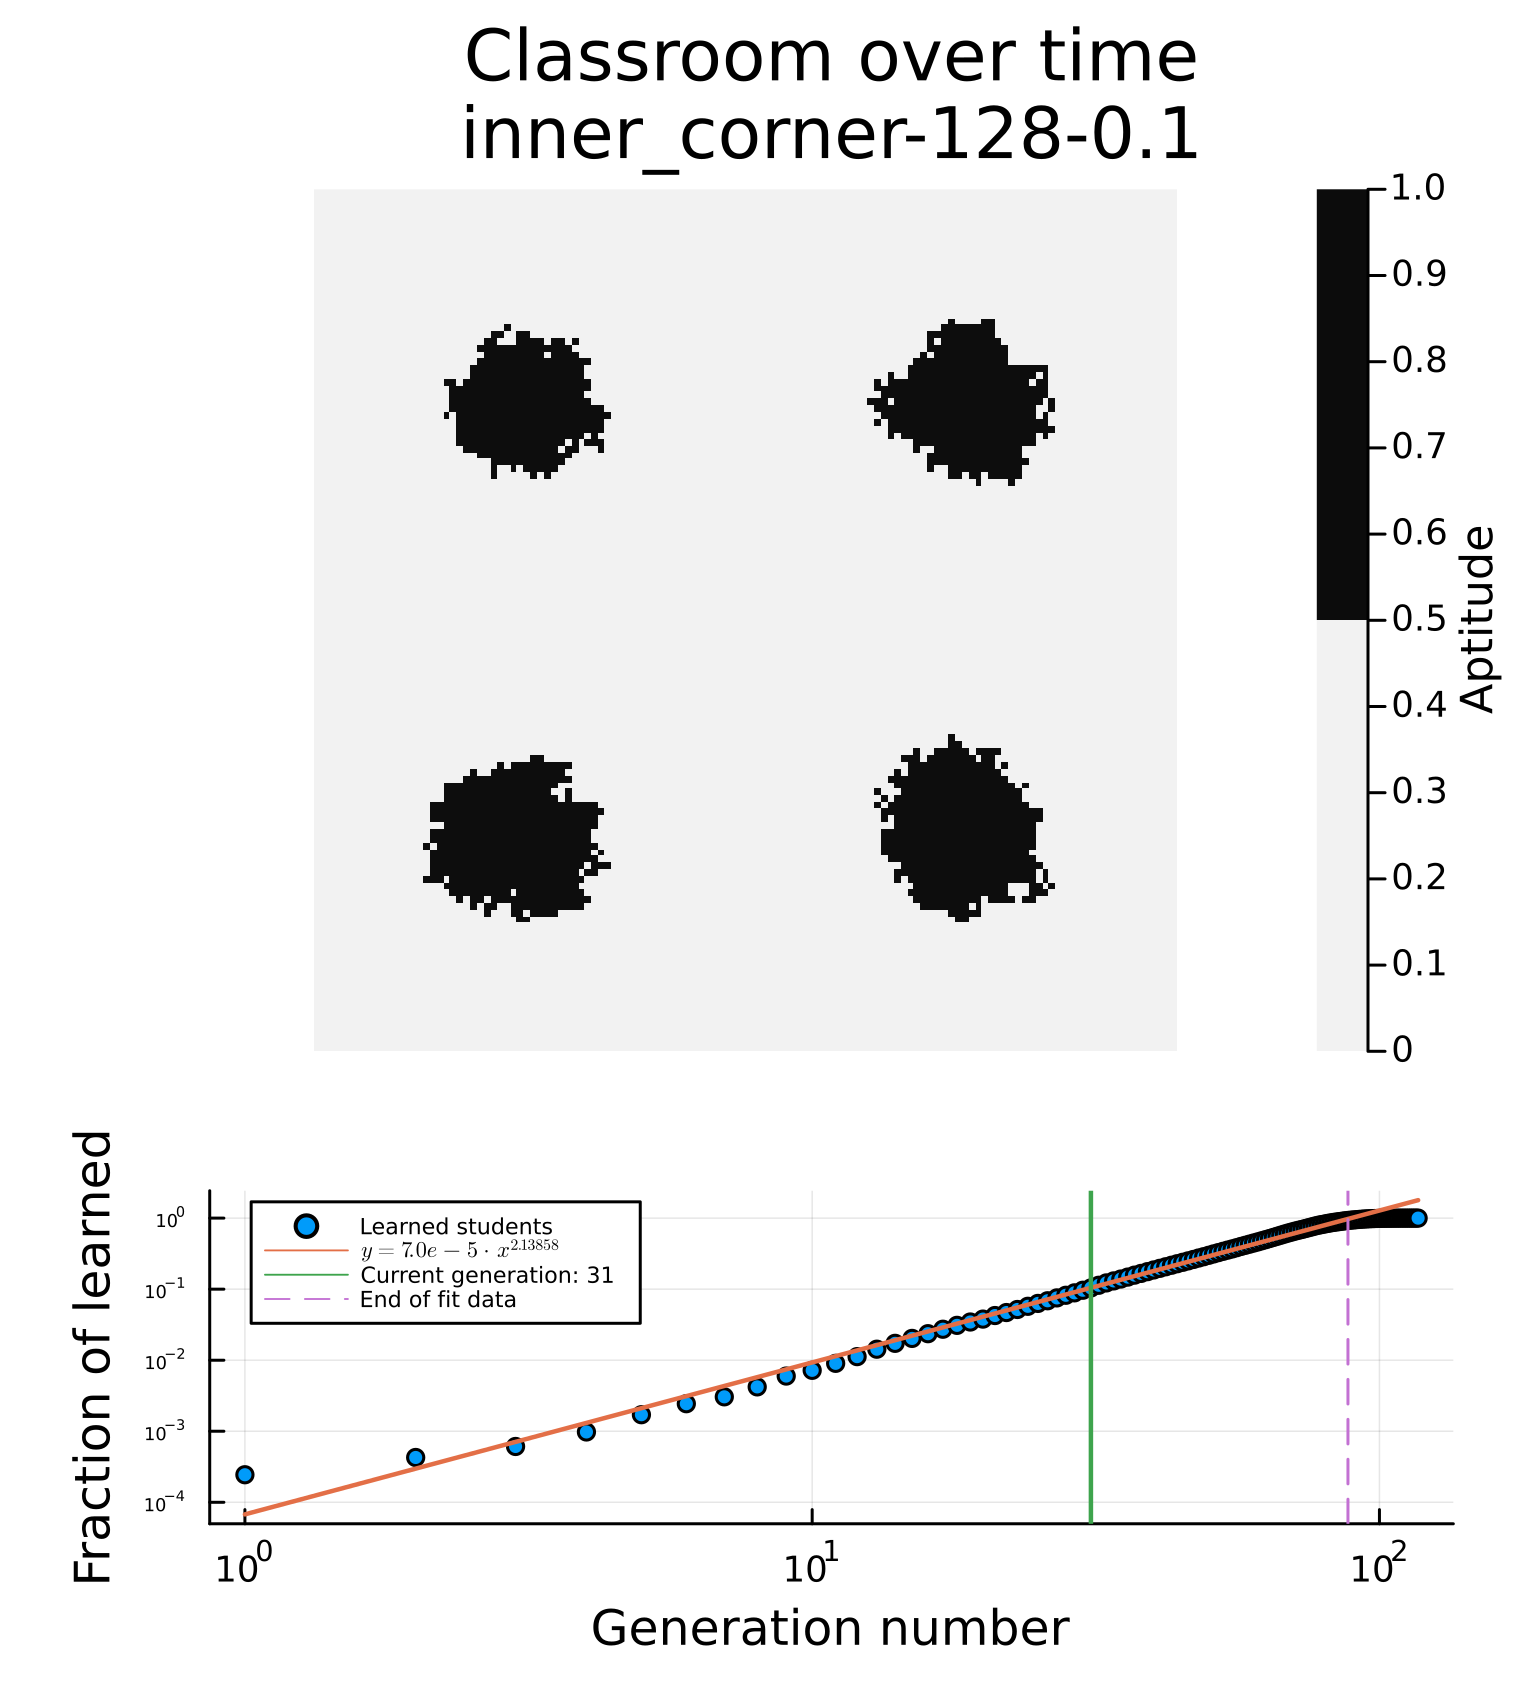 Classroom over time
inner_corner-128-0.1
1.0
0.9
0.8
0.7
0.6
0.5
0.4
0.3
0.2
0.1
0
Aptitude
Fraction of learned
10^0
10^-1
10^-2
10^-3
10^-4
Learned students
y = 7.0e − 5 · x^2.13858
Current generation: 31
End of fit data
10^0 10^1 10^2
Generation number